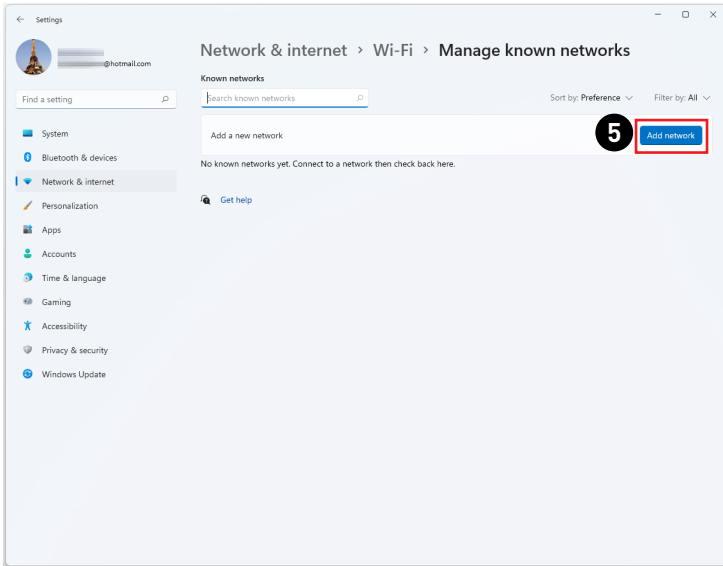 Settings
@hotmail.com
Find a setting
System
Bluetooth & devices
Network & internet
Personalization
Apps
Accounts
Time & language
Gaming
Accessibility
Privacy & security
Windows Update
Network & internet > Wi-Fi > Manage known networks
Known networks
Search known networks
Sort by: Preference
Filter by: All
Add a new network
5
Add network
No known networks yet. Connect to a network then check back here.
Get help